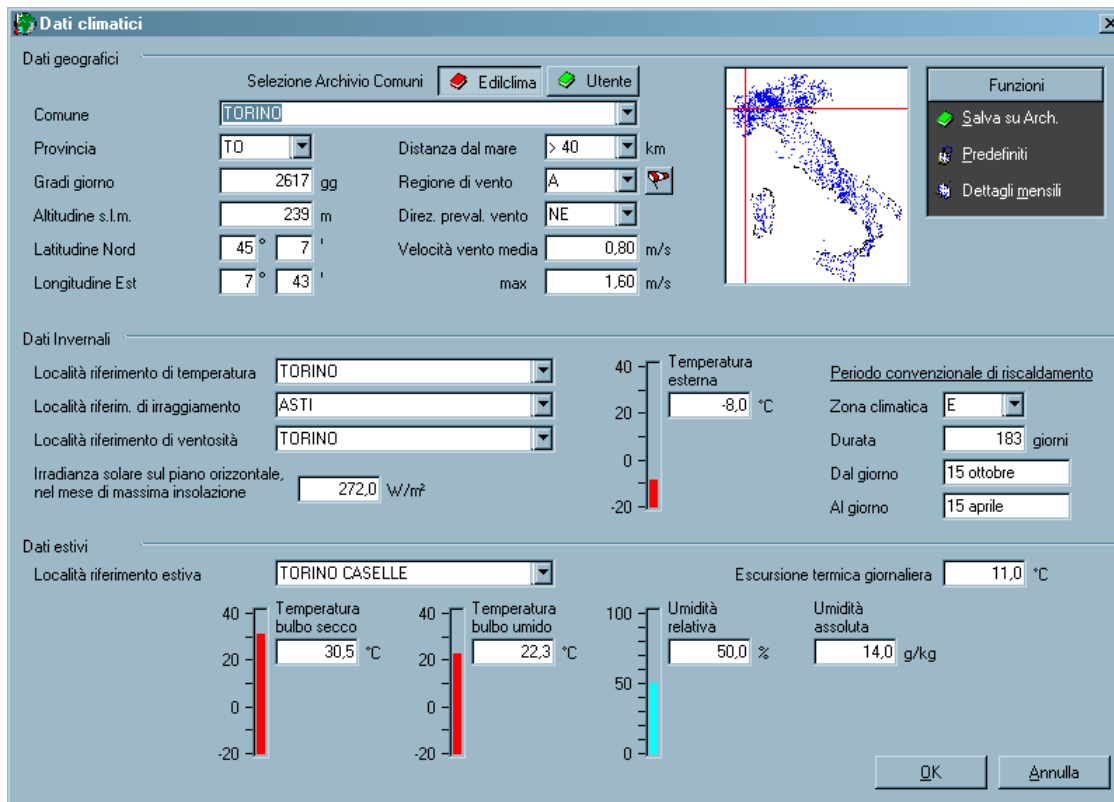 Dati climatici
Dati geografici
Selezione Archivio Comuni Edilclima Utente
Comune TORINO
Provincia TO Distanza dal mare > 40 km
Gradi giorno 2617 gg Regione di vento A
Altitudine s.l.m. 239 m Direz. preval. vento NE
Latitudine Nord 45 ° 7 ' Velocità vento media 0,80 m/s
Longitudine Est 7 ° 43 ' max 1,60 m/s
Funzioni
Salva su Arch.
Predefiniti
Dettagli mensili
Dati Invernali
Località riferimento di temperatura TORINO
Località riferim. di irraggiamento ASTI
Località riferimento di ventosità TORINO
Irradianza solare sul piano orizzontale,
nel mese di massima insolazione 272,0 W/m²
40
20
0
-20
Temperatura
esterna
-8,0 °C
Periodo convenzionale di riscaldamento
Zona climatica E
Durata 183 giorni
Dal giorno 15 ottobre
Al giorno 15 aprile
Dati estivi
Località riferimento estiva TORINO CASELLE
Escursione termica giornaliera 11,0 °C
40
20
0
-20
Temperatura
bulbo secco
30,5 °C
40
20
0
-20
Temperatura
bulbo umido
22,3 °C
100
50
0
Umidità
relativa
50,0 %
Umidità
assoluta
14,0 g/kg
OK
Annulla